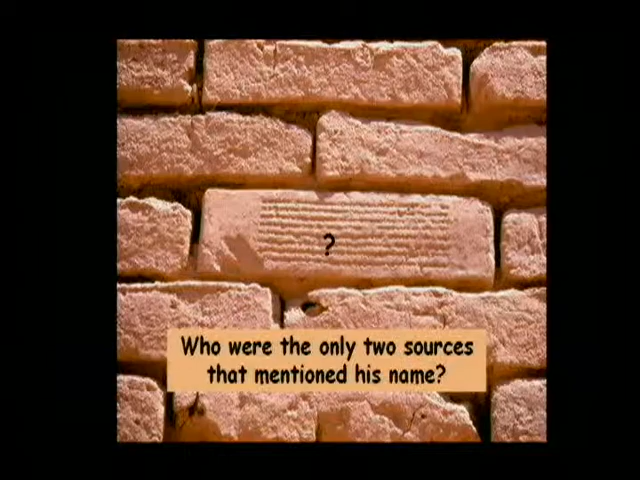 ?
Who were the only two sources
that mentioned his name?